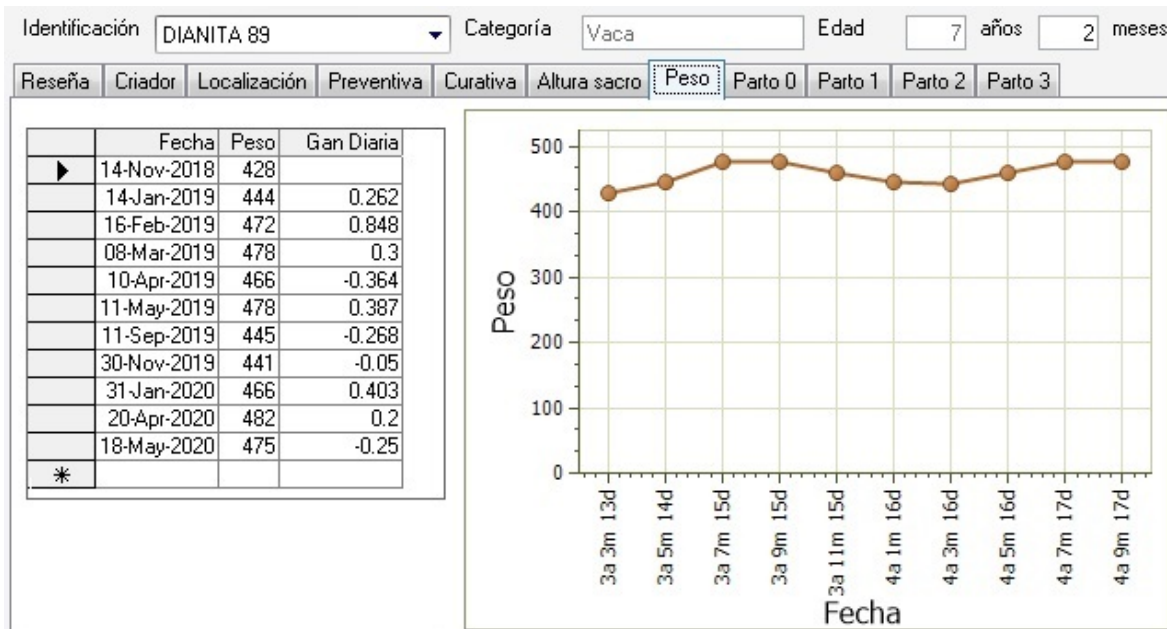 Identificación DIANITA 89 Categoría Vaca Edad 7 años 2 meses
Reseña Criador Localización Preventiva Curativa Altura sacro Peso Parto 0 Parto 1 Parto 2 Parto 3
Fecha Peso Gan Diaria
14-Nov-2018 428
14-Jan-2019 444 0.262
16-Feb-2019 472 0.848
08-Mar-2019 478 0.3
10-Apr-2019 466 -0.364
11-May-2019 478 0.387
11-Sep-2019 445 -0.268
30-Nov-2019 441 -0.05
31-Jan-2020 466 0.403
20-Apr-2020 482 0.2
18-May-2020 475 -0.25
Peso
500
400
300
200
100
0
3a 3m 13d
3a 5m 14d
3a 7m 15d
3a 9m 15d
3a 11m 15d
4a 1m 16d
4a 3m 16d
4a 5m 16d
4a 7m 17d
4a 9m 17d
Fecha